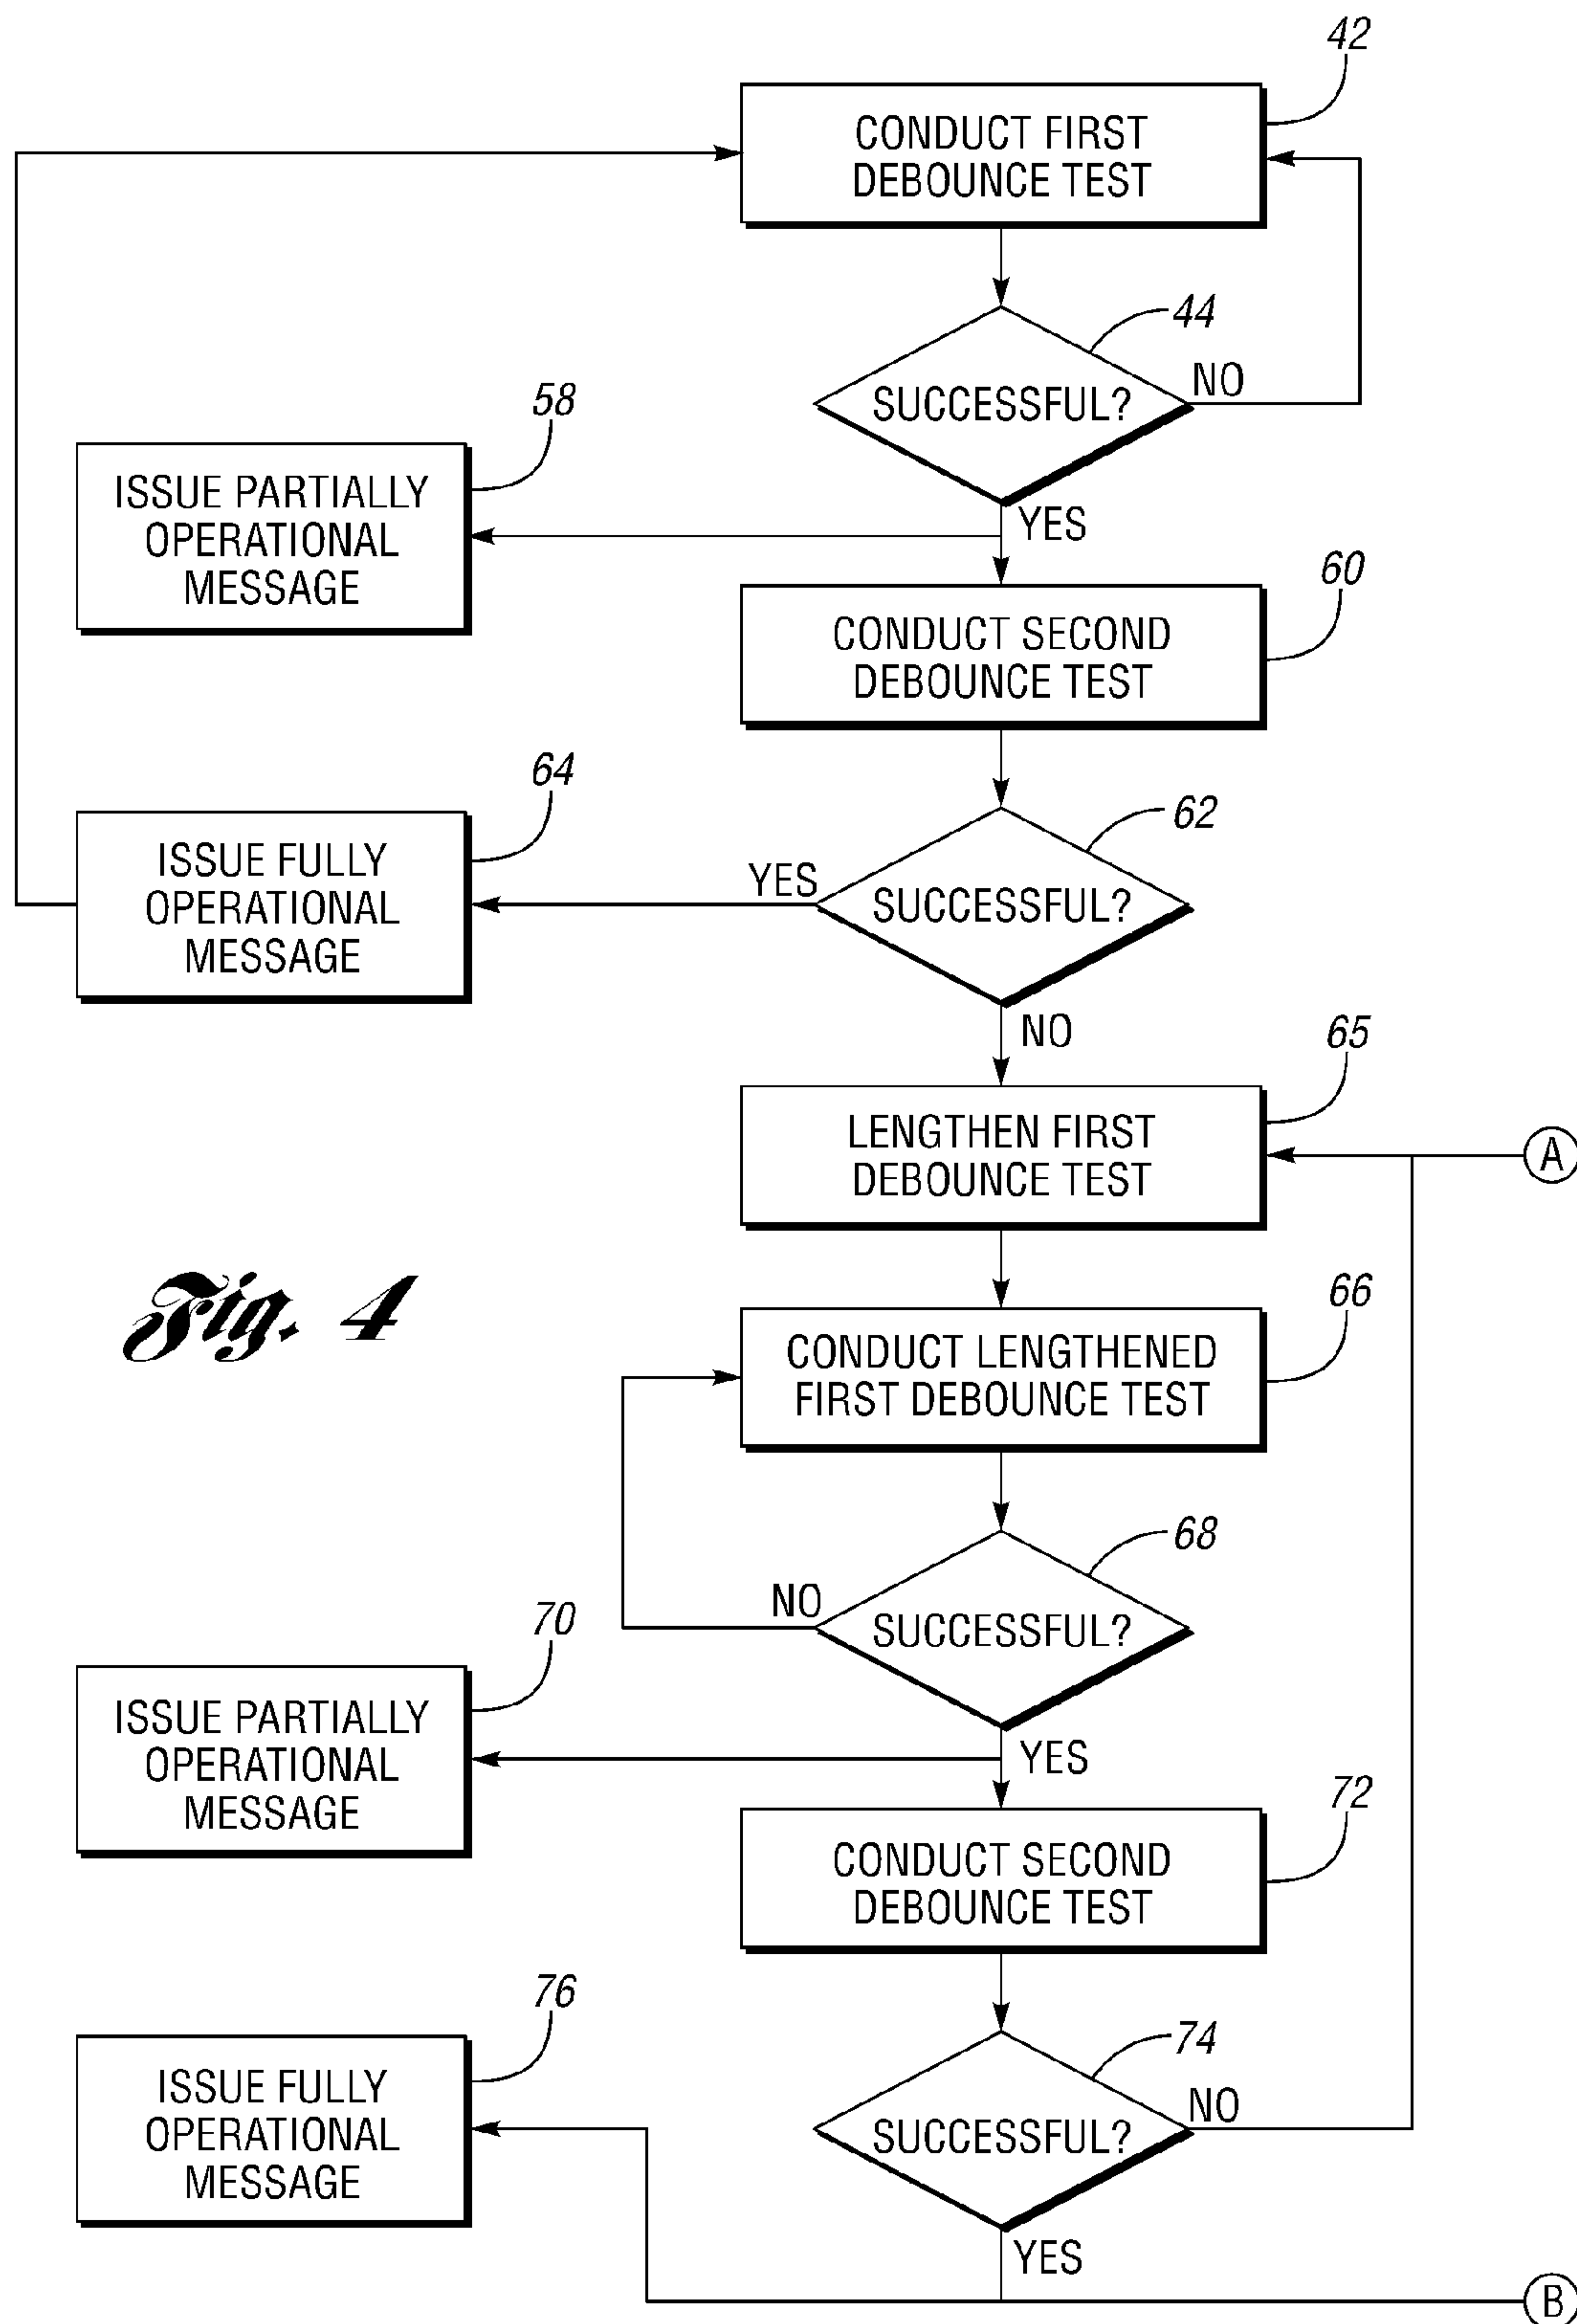 42
CONDUCT FIRST
DEBOUNCE TEST
44
SUCCESSFUL?
NO
YES
58
ISSUE PARTIALLY
OPERATIONAL
MESSAGE
60
CONDUCT SECOND
DEBOUNCE TEST
62
SUCCESSFUL?
YES
64
ISSUE FULLY
OPERATIONAL
MESSAGE
NO
65
LENGTHEN FIRST
DEBOUNCE TEST
A
Fig. 4
66
CONDUCT LENGTHENED
FIRST DEBOUNCE TEST
68
NO
SUCCESSFUL?
YES
70
ISSUE PARTIALLY
OPERATIONAL
MESSAGE
72
CONDUCT SECOND
DEBOUNCE TEST
74
SUCCESSFUL?
NO
76
ISSUE FULLY
OPERATIONAL
MESSAGE
YES
B